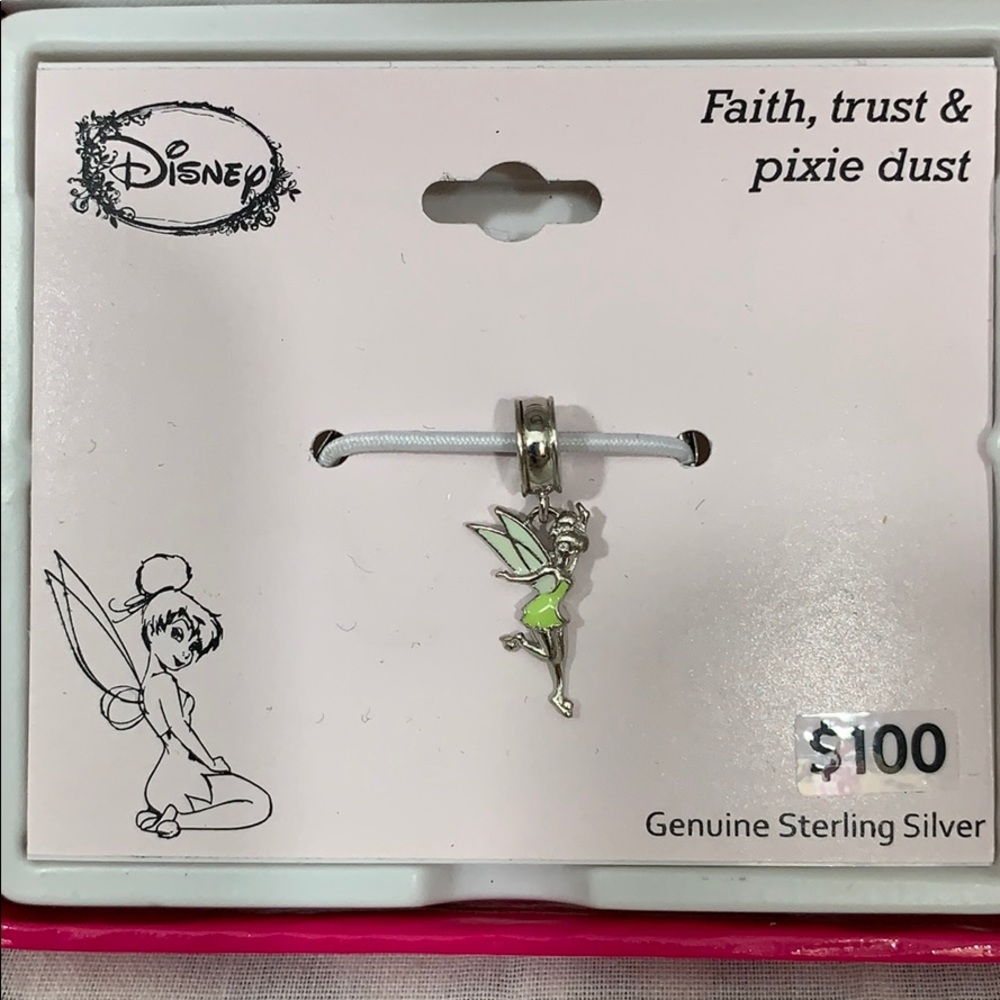 Disney
Faith, trust &
pixie dust
$100
Genuine Sterling Silver